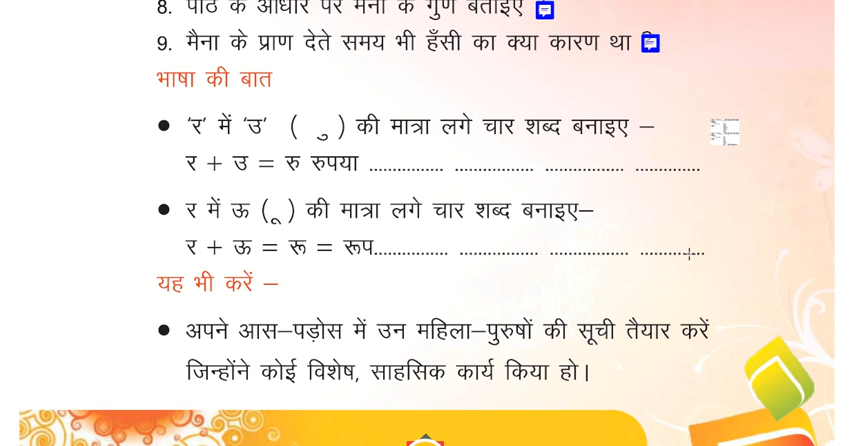 8. पाठ के आधार पर मैना के गुण बताइए
9. मैना के प्राण देते समय भी हँसी का क्या कारण था ?
भाषा की बात
● ‘र’ में ‘उ’ ( ु ) की मात्रा लगे चार शब्द बनाइए –
र + उ = रु रुपया ................ ................. ................. ..............
● र में ऊ ( ू ) की मात्रा लगे चार शब्द बनाइए–
र + ऊ = रू = रूप................ ................. ................. ..............
यह भी करें –
● अपने आस–पड़ोस में उन महिला–पुरुषों की सूची तैयार करें
जिन्होंने कोई विशेष, साहसिक कार्य किया हो।